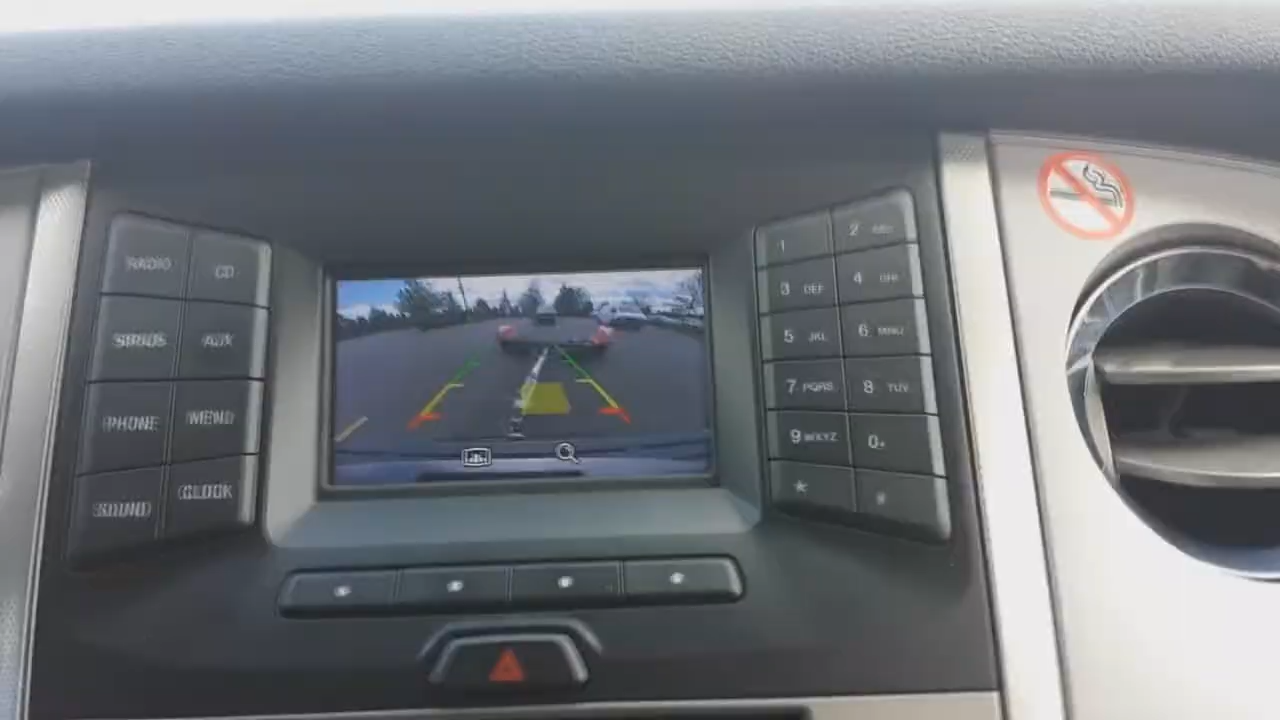 RADIO
CD
SIRIUS
AUX
PHONE
MENU
SOUND
CLOCK
1
2 ABC
3 DEF
4 GHI
5 JKL
6 MNO
7 PQRS
8 TUV
9 WXYZ
0+
*
#